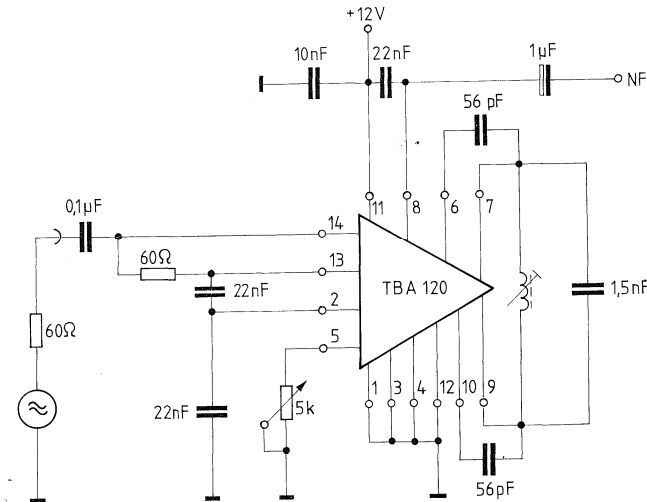 +12V
10nF
22nF
1µF
NF
56 pF
0,1µF
11
8
6
7
14
60Ω
13
22nF
TBA 120
1,5nF
2
60Ω
5
1
3
4
12
10
9
22nF
5k
56pF